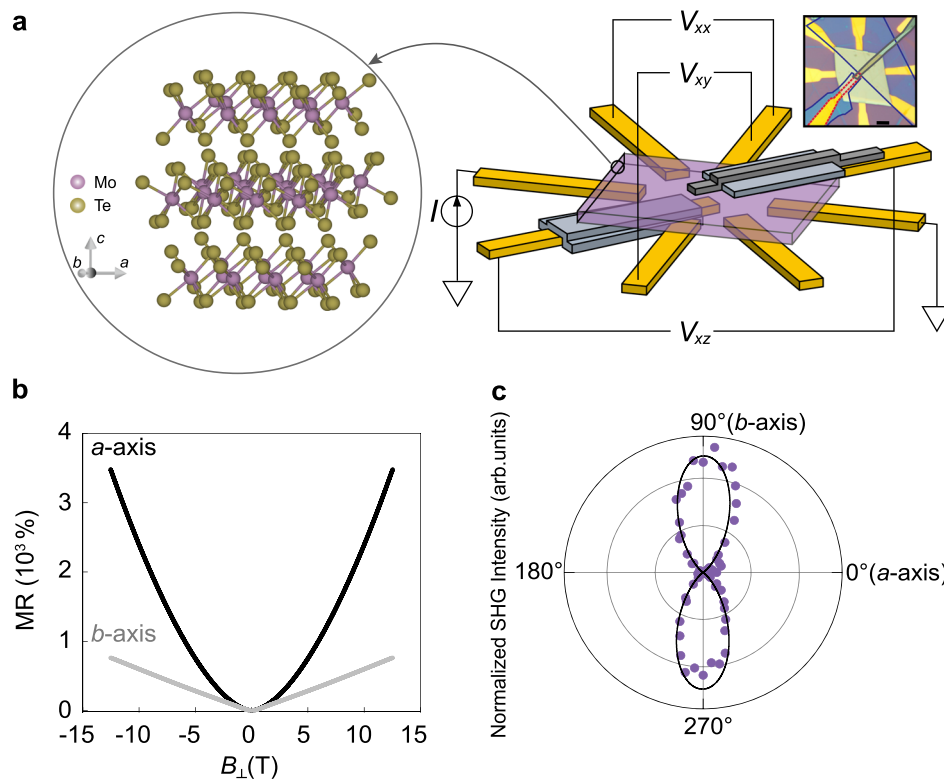 a
Mo
Te
c
b
a
I
Vxx
Vxy
Vxz
b
4
3
2
1
0
MR (10³ %)
a-axis
b-axis
-15
-10
-5
0
5
10
15
B⊥(T)
c
Normalized SHG Intensity (arb.units)
90°(b-axis)
180°
0°(a-axis)
270°